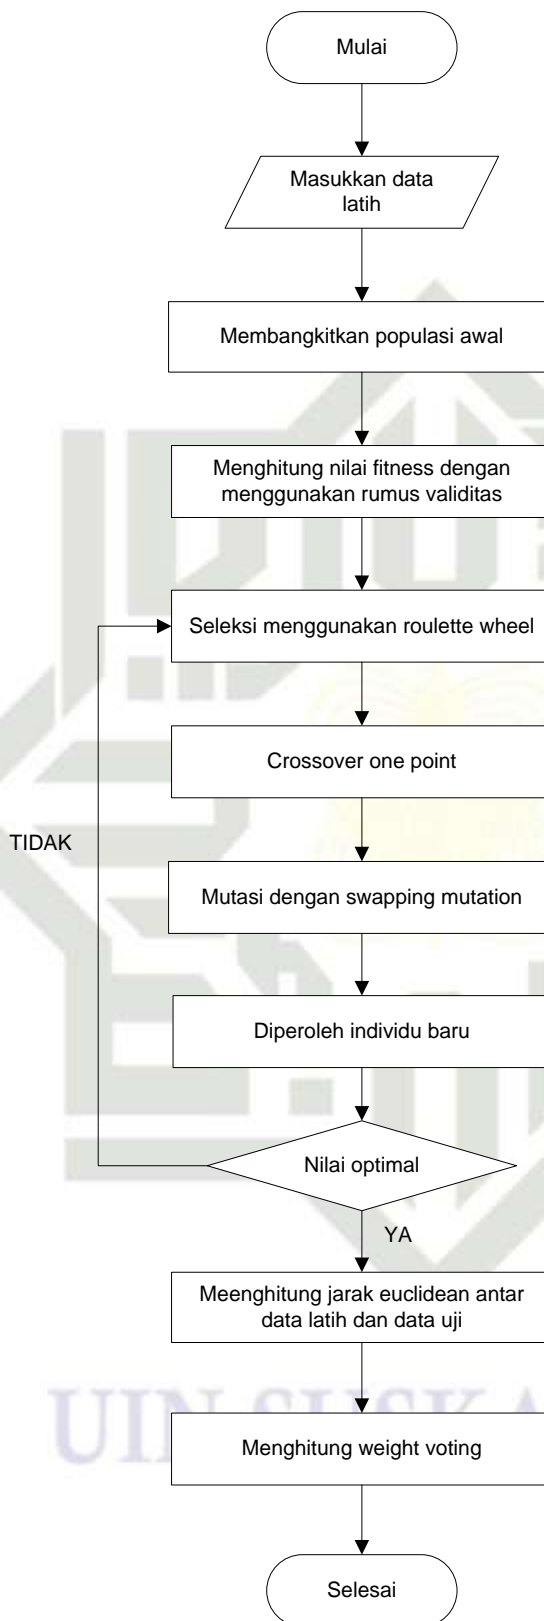 Mulai
Masukkan data
latih
Membangkitkan populasi awal
Menghitung nilai fitness dengan
menggunakan rumus validitas
Seleksi menggunakan roulette wheel
Crossover one point
TIDAK
Mutasi dengan swapping mutation
Diperoleh individu baru
Nilai optimal
YA
Meenghitung jarak euclidean antar
data latih dan data uji
UIN
Menghitung weight voting
Selesai